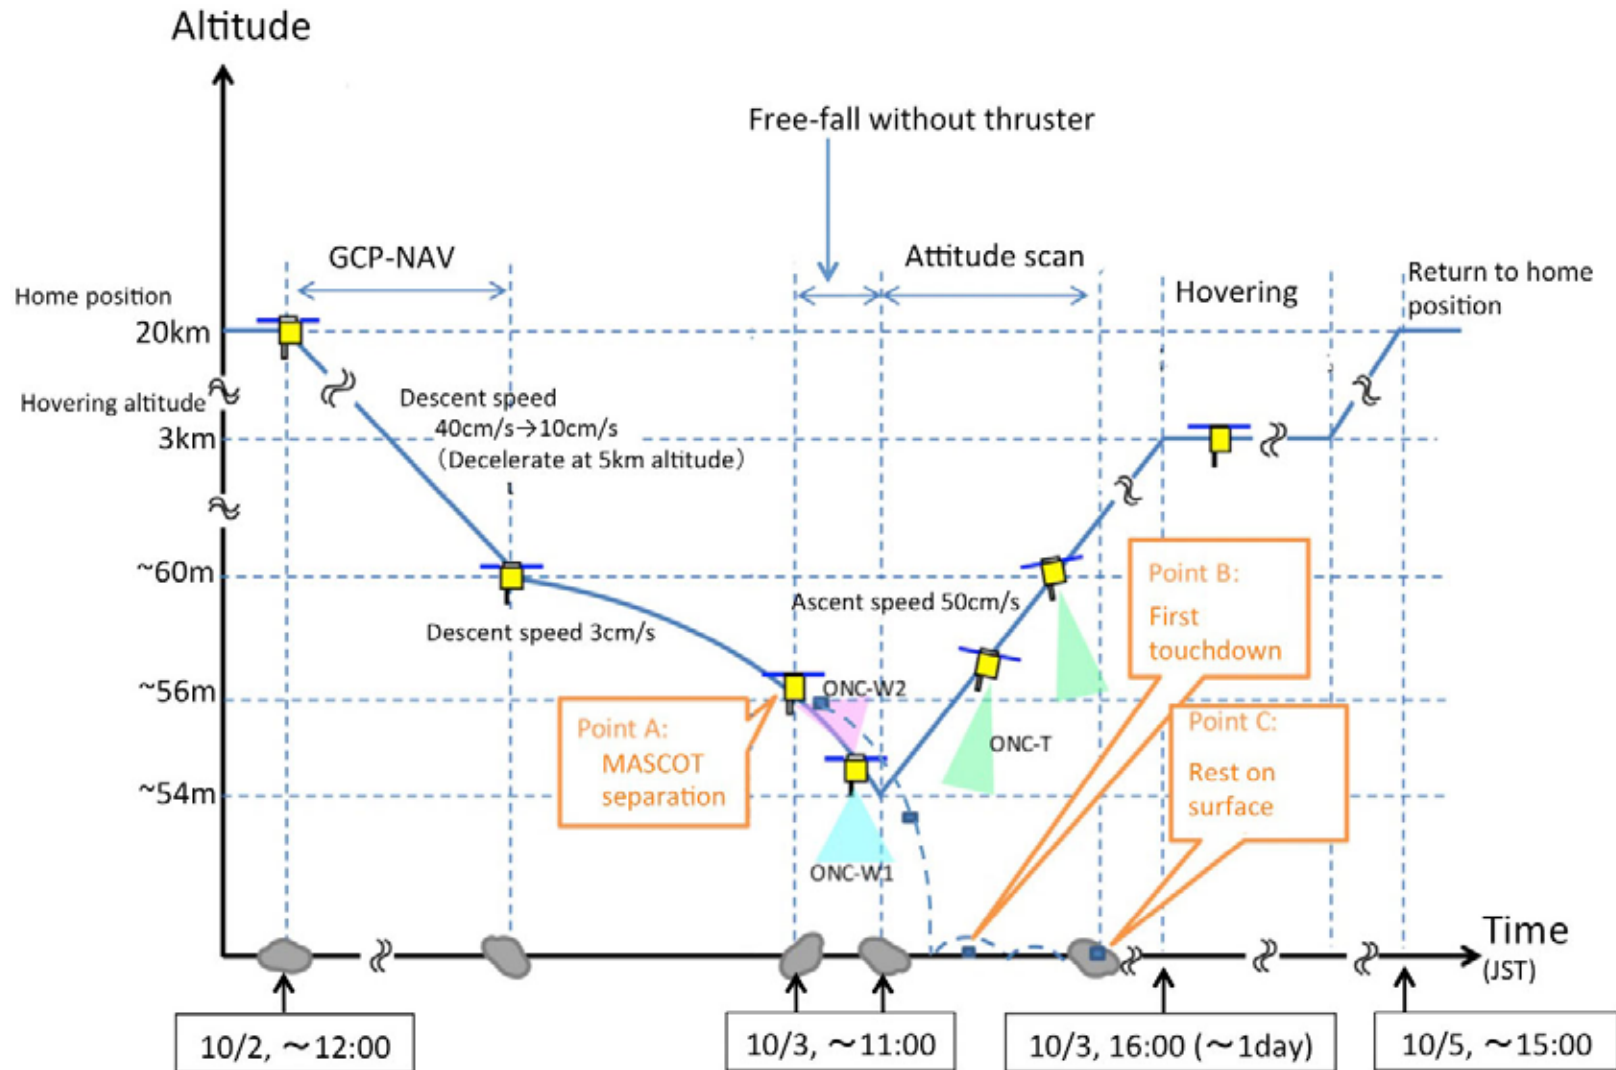 Altitude
Free-fall without thruster
GCP-NAV
Attitude scan
Hovering
Return to home
position
Home position
20km
Hovering altitude
3km
Descent speed
40cm/s→10cm/s
(Decelerate at 5km altitude)
~60m
Descent speed 3cm/s
Ascent speed 50cm/s
Point B:
First
touchdown
~56m
ONC-W2
Point A:
MASCOT
separation
ONC-T
Point C:
Rest on
surface
~54m
ONC-W1
Time
(JST)
10/2, ~12:00
10/3, ~11:00
10/3, 16:00 (~1day)
10/5, ~15:00